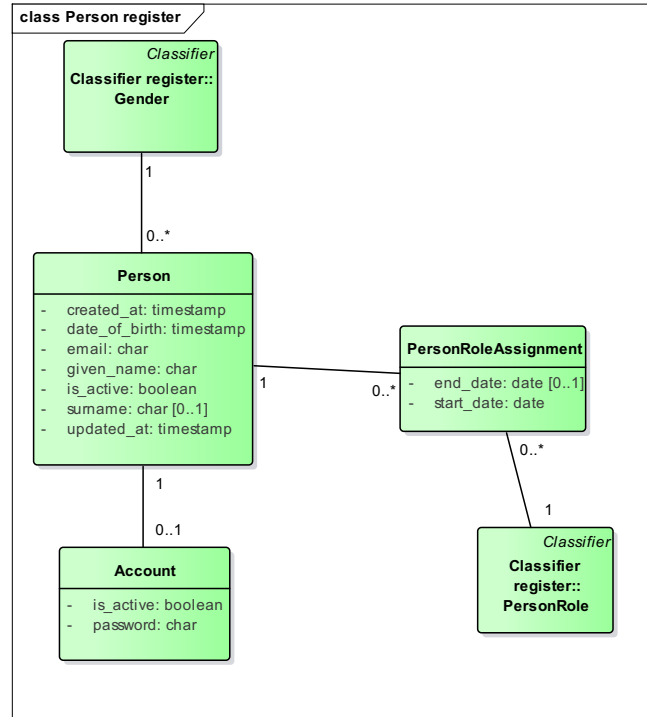 class Person register
Classifier
Classifier register::
Gender
1
0..*
Person
- created_at: timestamp
- date_of_birth: timestamp
- email: char
- given_name: char
- is_active: boolean
- surname: char [0..1]
- updated_at: timestamp
1
0..*
PersonRoleAssignment
- end_date: date [0..1]
- start_date: date
0..*
1
Classifier
Classifier
register::
PersonRole
1
0..1
Account
- is_active: boolean
- password: char